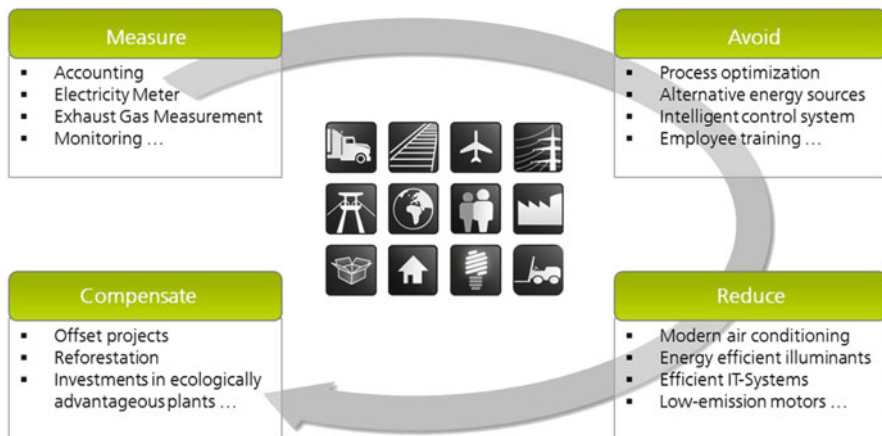 Measure
▪ Accounting
▪ Electricity Meter
▪ Exhaust Gas Measurement
▪ Monitoring …
Avoid
▪ Process optimization
▪ Alternative energy sources
▪ Intelligent control system
▪ Employee training …
Compensate
▪ Offset projects
▪ Reforestation
▪ Investments in ecologically
advantageous plants …
Reduce
▪ Modern air conditioning
▪ Energy efficient illuminants
▪ Efficient IT-Systems
▪ Low-emission motors …